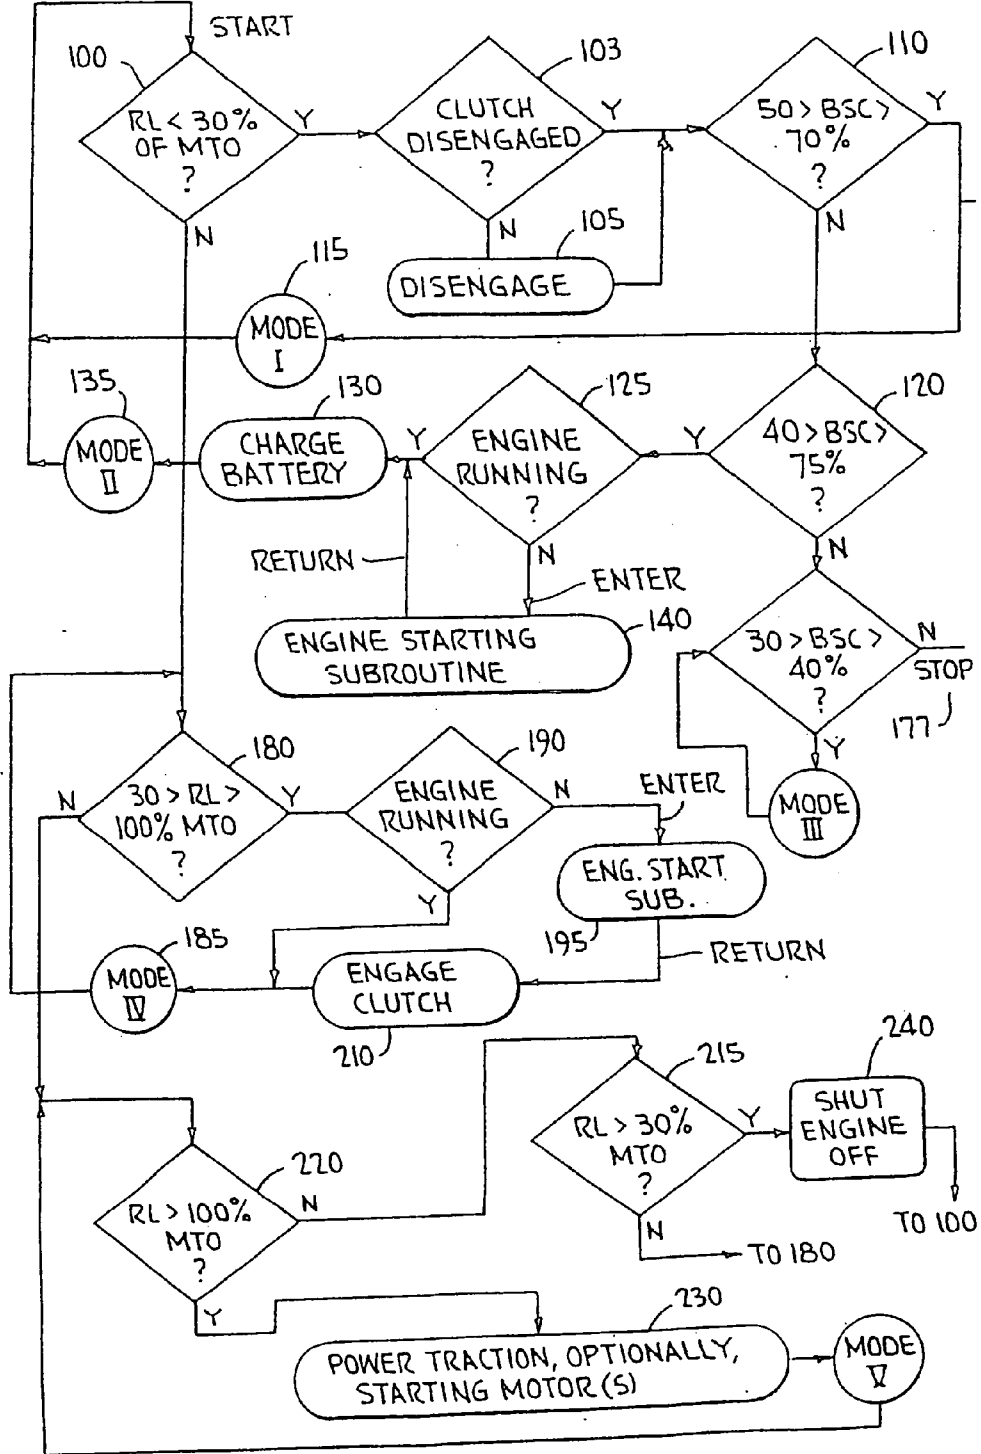 START
100
RL < 30%
OF MTO
?
Y
N
103
CLUTCH
DISENGAGED
?
Y
N
105
DISENGAGE
110
50 > BSC >
70%
?
Y
N
115
MODE
I
135
MODE
II
130
CHARGE
BATTERY
125
ENGINE
RUNNING
?
Y
N
120
40 > BSC >
75%
?
Y
N
RETURN
ENTER
140
ENGINE STARTING
SUBROUTINE
30 > BSC >
40%
?
N
STOP
177
Y
MODE
III
180
30 > RL >
100% MTO
?
N
Y
190
ENGINE
RUNNING
?
N
Y
ENTER
ENG. START
SUB.
195
RETURN
185
MODE
IV
ENGAGE
CLUTCH
210
215
RL > 30%
MTO
?
Y
N
TO 180
240
SHUT
ENGINE
OFF
TO 100
220
RL > 100%
MTO
?
N
Y
230
POWER TRACTION, OPTIONALLY,
STARTING MOTOR(S)
MODE
V